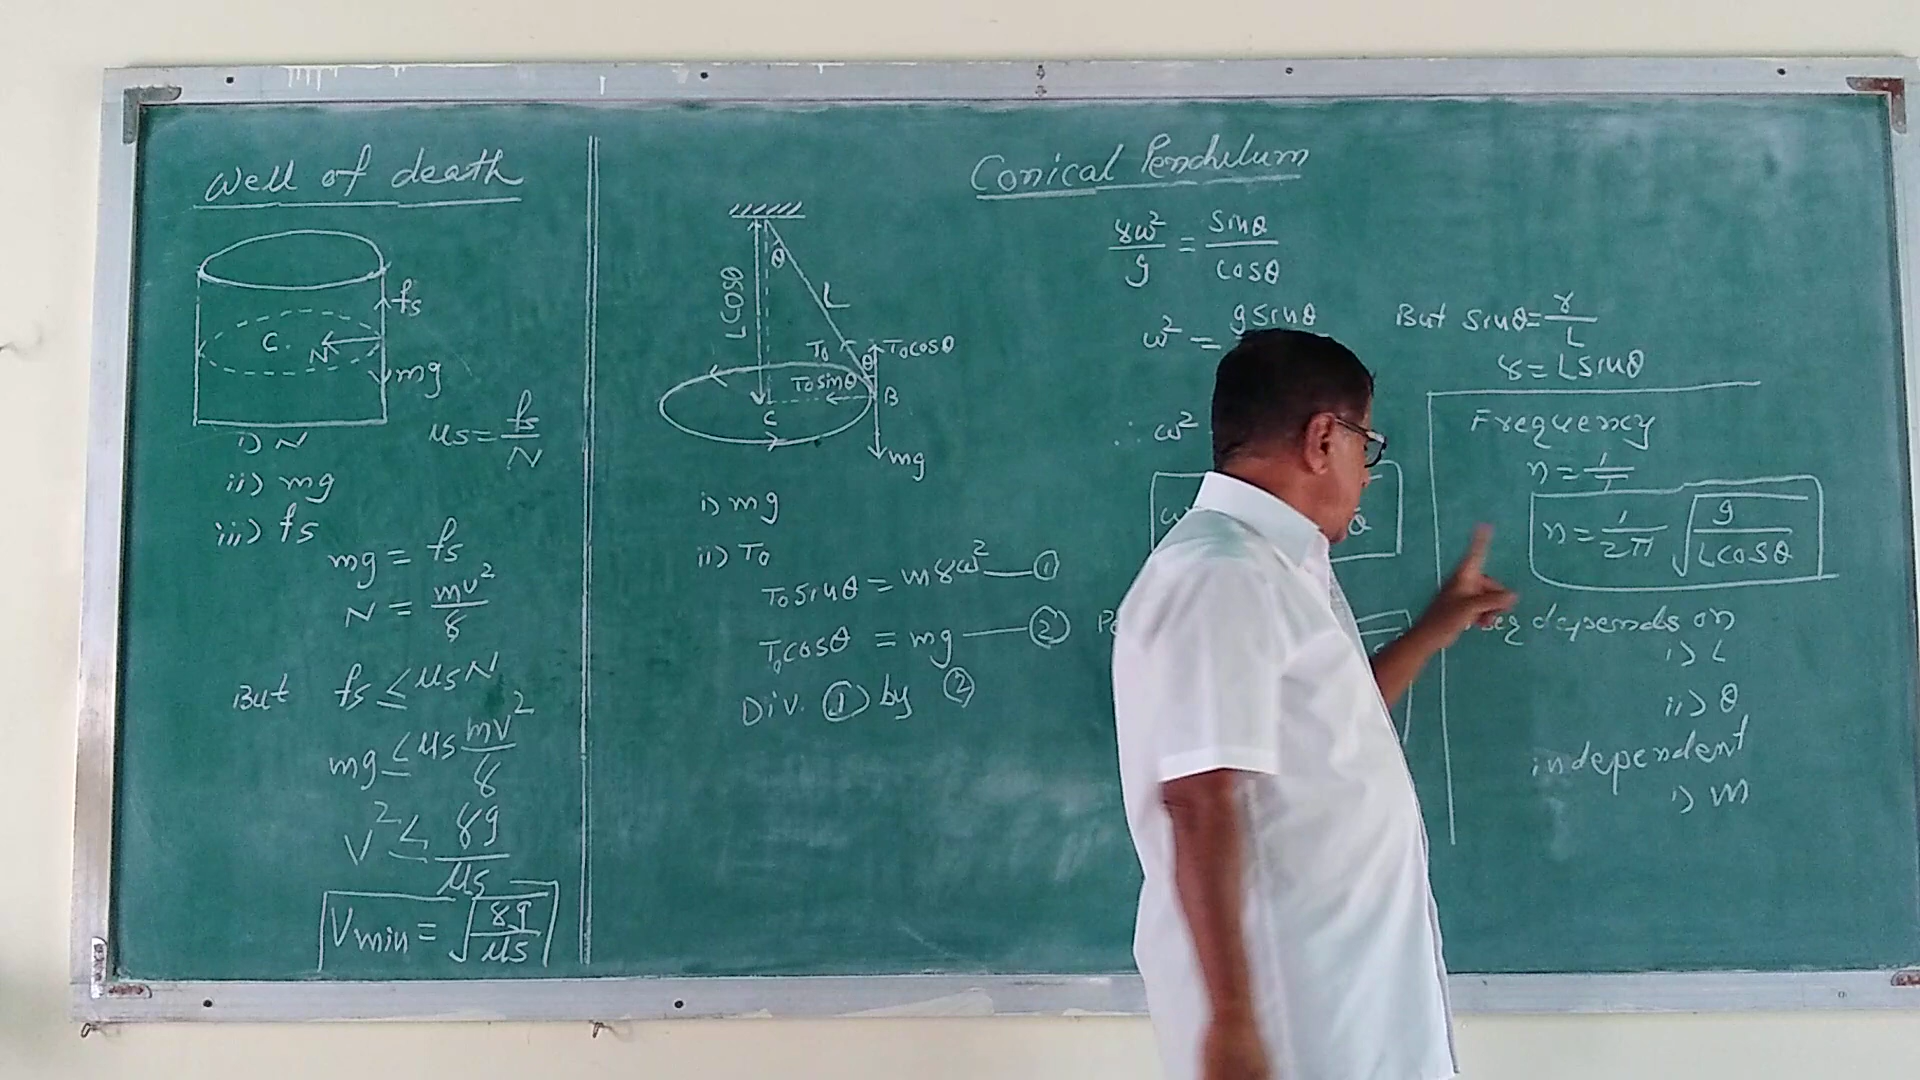 Well of death
fs
C.
N
mg
i) N
μs = fs/N
ii) mg
iii) fs
mg = fs
N = mv²/r
But fs ≤ μsN
mg ≤ μs mv²/r
v² ≤ rg/μs
Vmin = √(rg/μs)
Conical Pendulum
θ
L cosθ
L
T₀
T₀cosθ
θ
T₀sinθ
B
C
mg
i) mg
ii) T₀
T₀sinθ = mrω² — ①
T₀cosθ = mg — ②
Div. ① by ②
rω²/g = sinθ/cosθ
ω² = gsinθ
But sinθ = r/L
r = Lsinθ
∴ ω²
θ
Frequency
n = 1/T
n = 1/2π √(g/Lcosθ)
depends on
i) L
ii) θ
independent
i) m